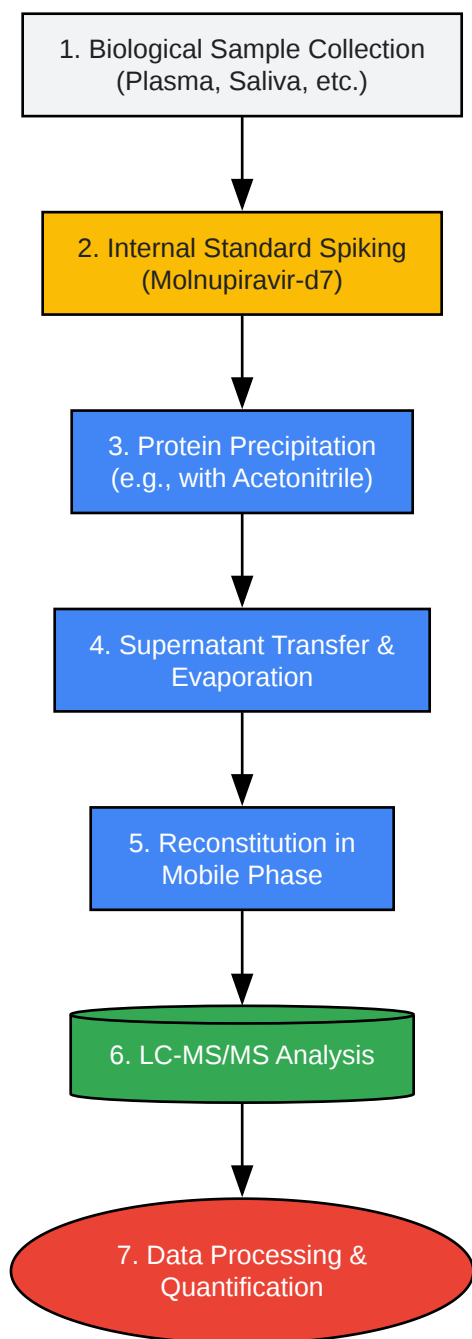 1. Biological Sample Collection
(Plasma, Saliva, etc.)
2. Internal Standard Spiking
(Molnupiravir-d7)
3. Protein Precipitation
(e.g., with Acetonitrile)
4. Supernatant Transfer &
Evaporation
5. Reconstitution in
Mobile Phase
6. LC-MS/MS Analysis
7. Data Processing &
Quantification